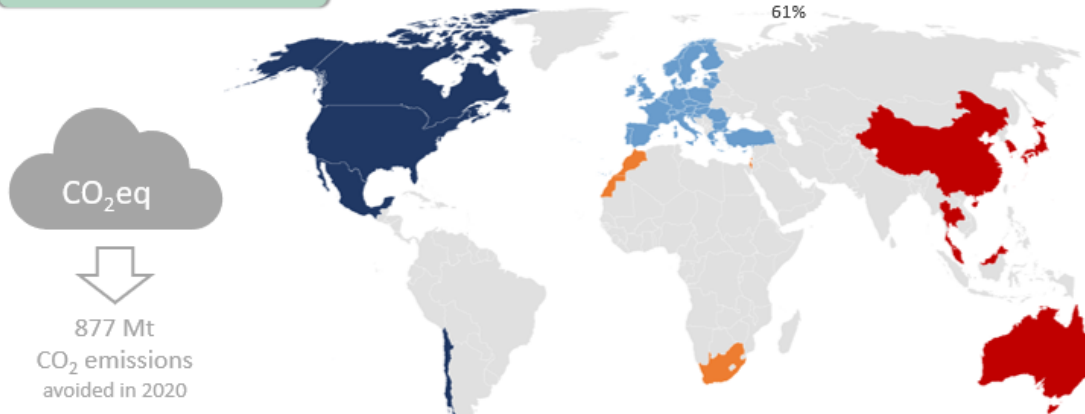 61%
CO₂eq
877 Mt
CO₂ emissions
avoided in 2020